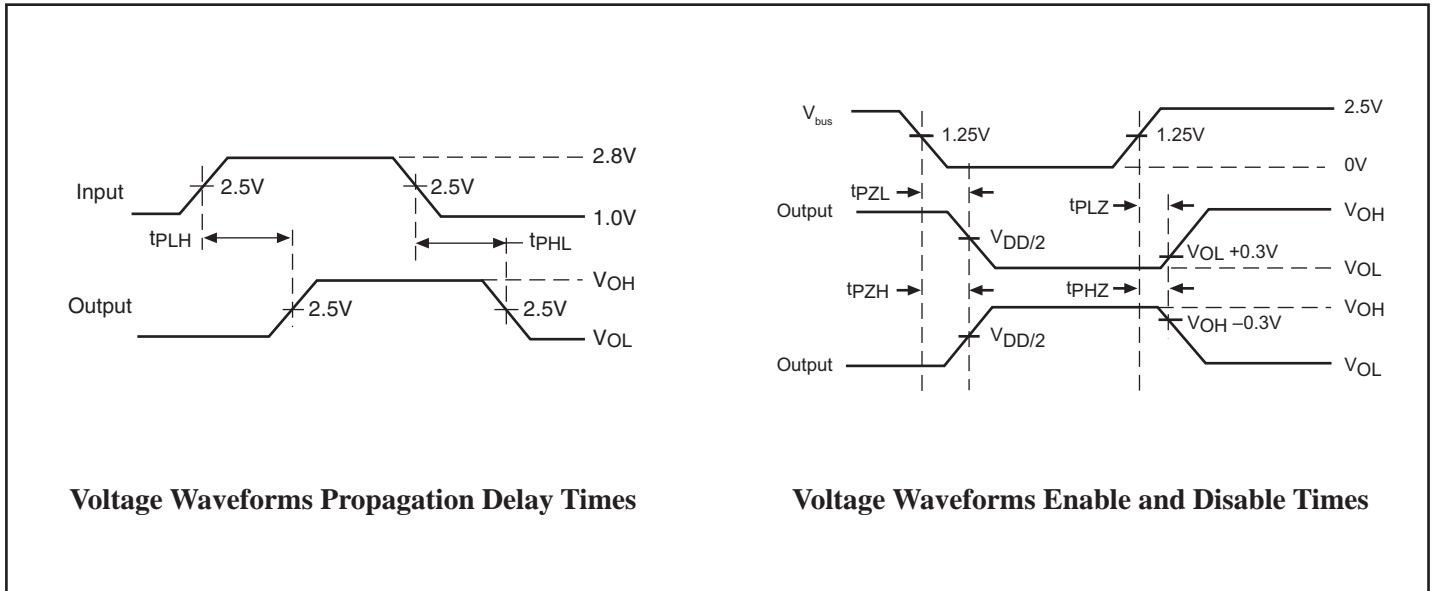 2.8V
Input
2.5V
2.5V
1.0V
tPLH
tPHL
VOH
Output
2.5V
2.5V
VOL
Voltage Waveforms Propagation Delay Times
Vbus
2.5V
1.25V
1.25V
0V
tPZL
tPLZ
Output
VOH
VDD/2
VOL +0.3V
VOL
tPZH
tPHZ
VOH
VOH –0.3V
VDD/2
Output
VOL
Voltage Waveforms Enable and Disable Times